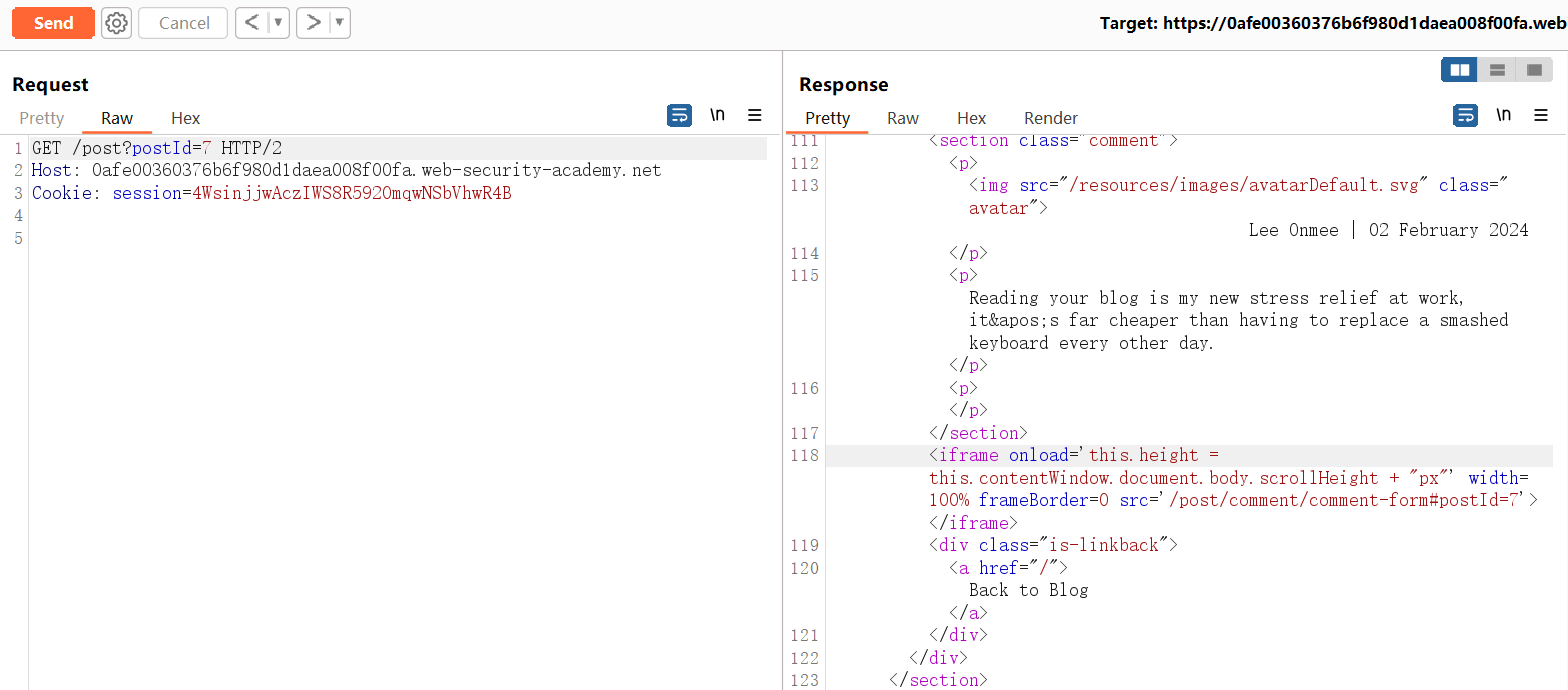 Send
Cancel
<
>
Target: https://0afe00360376b6f980d1daea008f00fa.web
Request
Pretty Raw Hex
\n
1 GET /post?postId=7 HTTP/2
2 Host: 0afe00360376b6f980d1daea008f00fa.web-security-academy.net
3 Cookie: session=4WsinjjwAczIWS8R592OmqwNSbVhwR4B
4
5
Response
Pretty Raw Hex Render
\n
111 <section class="comment">
112 <p>
113 <img src="/resources/images/avatarDefault.svg" class="
avatar">
Lee Onmee | 02 February 2024
114 </p>
115 <p>
Reading your blog is my new stress relief at work,
it&apos;s far cheaper than having to replace a smashed
keyboard every other day.
</p>
116 <p>
</p>
117 </section>
118 <iframe onload='this.height =
this.contentWindow.document.body.scrollHeight + "px"' width=
100% frameBorder=0 src='/post/comment/comment-form#postId=7'>
</iframe>
119 <div class="is-linkback">
120 <a href="/">
Back to Blog
</a>
121 </div>
122 </div>
123 </section>